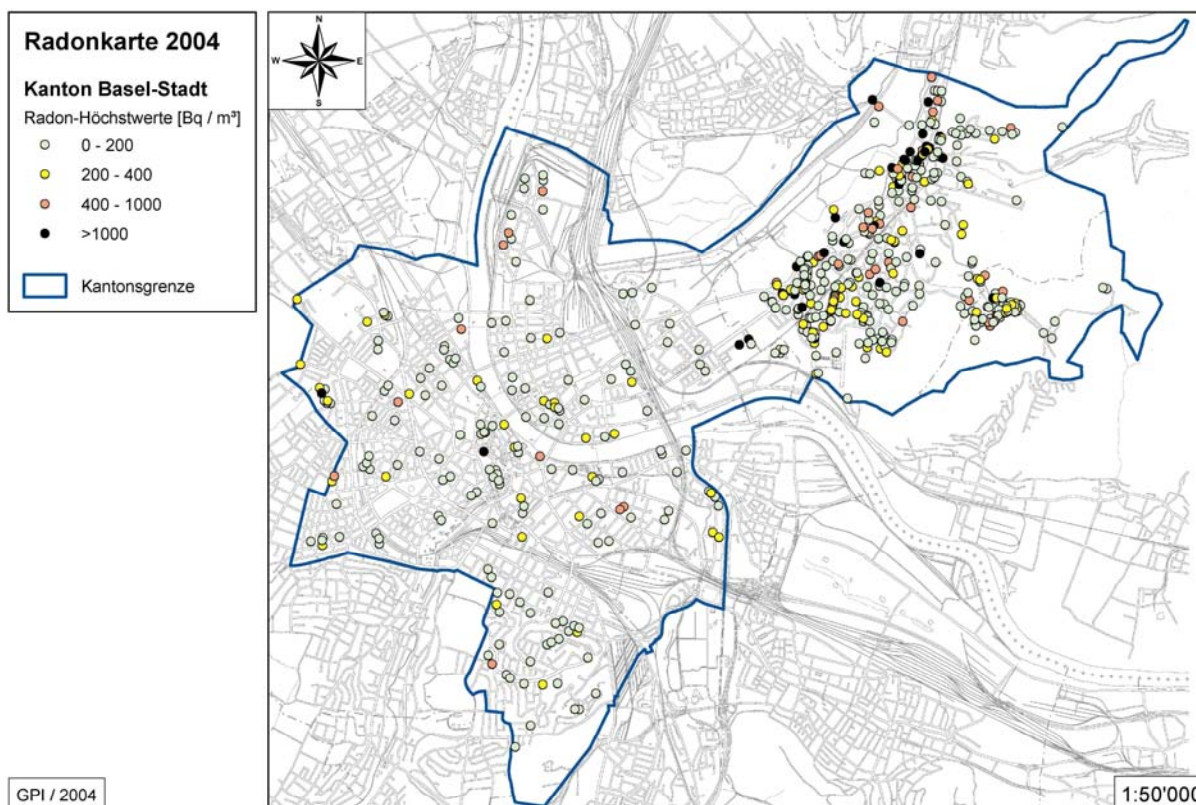 Radonkarte 2004
Kanton Basel-Stadt
Radon-Höchstwerte [Bq / m³]
0 - 200
200 - 400
400 - 1000
>1000
Kantonsgrenze
GPI / 2004
N
W
E
S
1:50'000